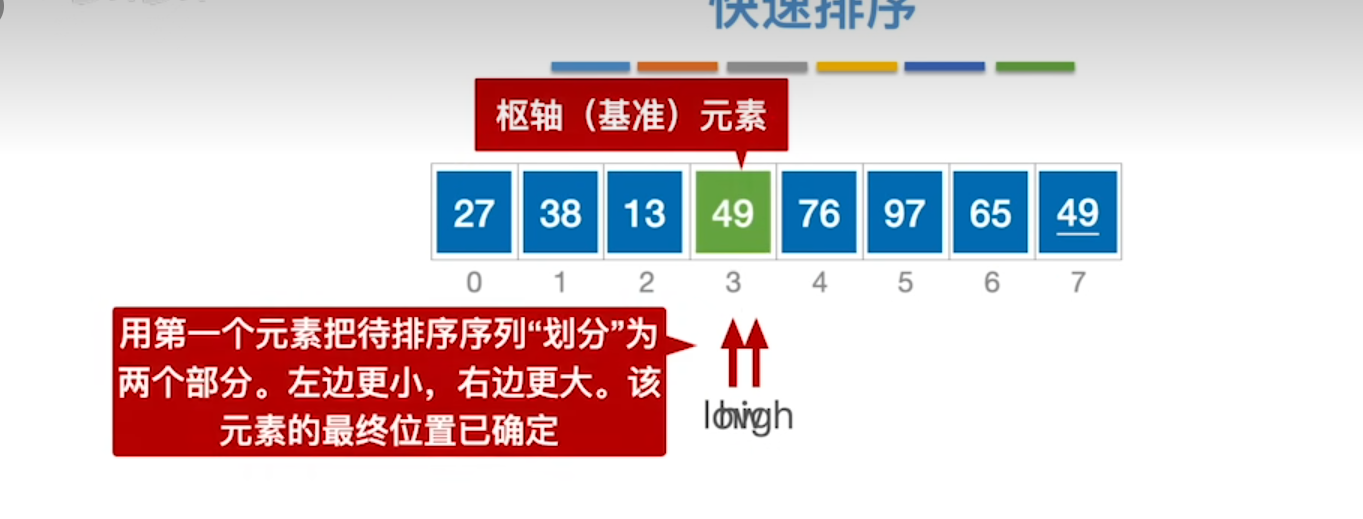 快速排序
枢轴（基准）元素
27 38 13 49 76 97 65 49
0 1 2 3 4 5 6 7
用第一个元素把待排序序列“划分”为
两个部分。左边更小，右边更大。该
元素的最终位置已确定
low high